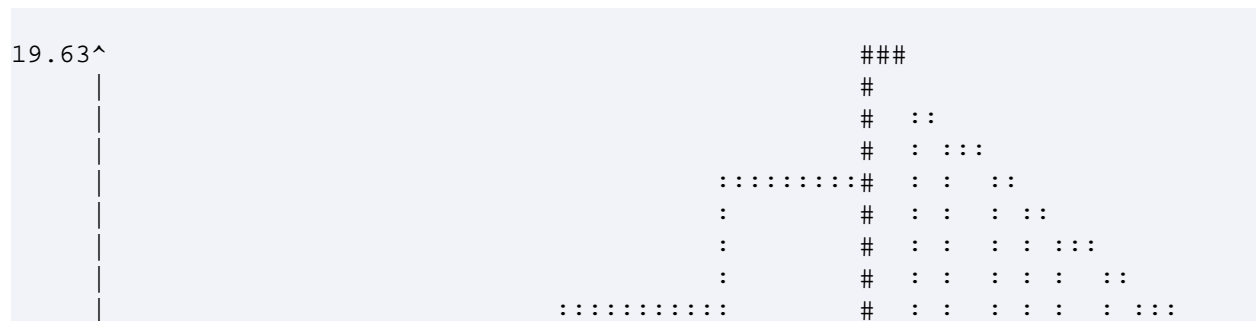 19.63^                                               ###
     |                                               #
     |                                               #  ::
     |                                               #  : :::
     |                                      :::::::::#  : :  ::
     |                                      :        #  : :  : ::
     |                                      :        #  : :  : : :::
     |                                      :        #  : :  : : :  ::
     |                            :::::::::::        #  : :  : : :  : :::